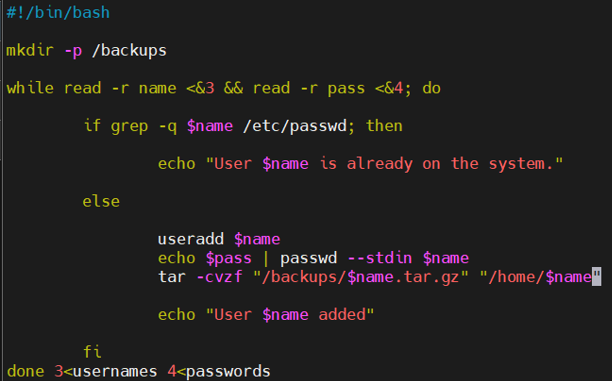 #!/bin/bash
mkdir -p /backups
while read -r name <&3 && read -r pass <&4; do
if grep -q $name /etc/passwd; then
echo "User $name is already on the system."
else
useradd $name
echo $pass | passwd --stdin $name
tar -cvzf "/backups/$name.tar.gz" "/home/$name"
echo "User $name added"
fi
done 3<usernames 4<passwords